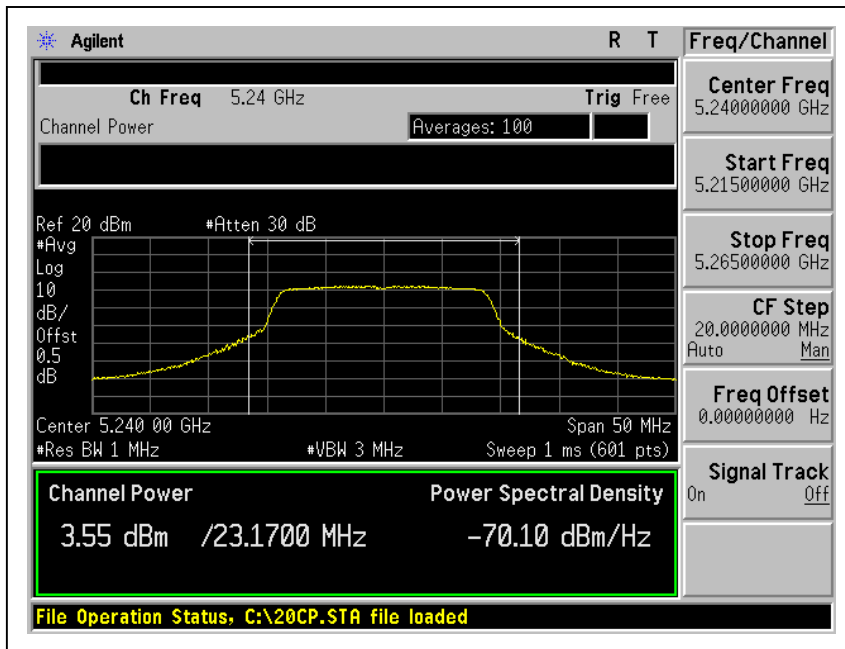 Agilent
R T
Freq/Channel
Ch Freq 5.24 GHz
Trig Free
Channel Power
Averages: 100
Ref 20 dBm
#Atten 30 dB
#Avg
Log
10
dB/
Offst
0.5
dB
Center 5.240 00 GHz
Span 50 MHz
#Res BW 1 MHz
#VBW 3 MHz
Sweep 1 ms (601 pts)
Channel Power
Power Spectral Density
3.55 dBm /23.1700 MHz
-70.10 dBm/Hz
File Operation Status, C:\20CP.STA file loaded
Center Freq
5.24000000 GHz
Start Freq
5.21500000 GHz
Stop Freq
5.26500000 GHz
CF Step
20.0000000 MHz
Auto Man
Freq Offset
0.00000000 Hz
Signal Track
On Off